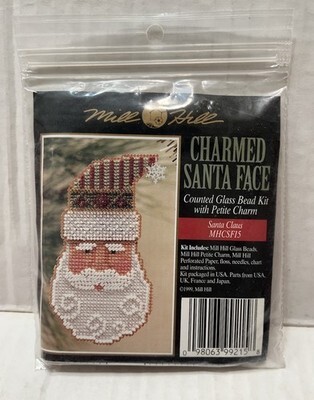 Mill Hill
CHARMED
SANTA FACE
Counted Glass Bead Kit
with Petite Charm
Santa Claus
MHCSF15
Kit Includes: Mill Hill Glass Beads,
Mill Hill Petite Charm, Mill Hill
Perforated Paper, floss, needles, chart
and instructions.
Kit packaged in USA. Parts from USA,
UK, France and Japan.
©1999, Mill Hill
0 98063 99215 8